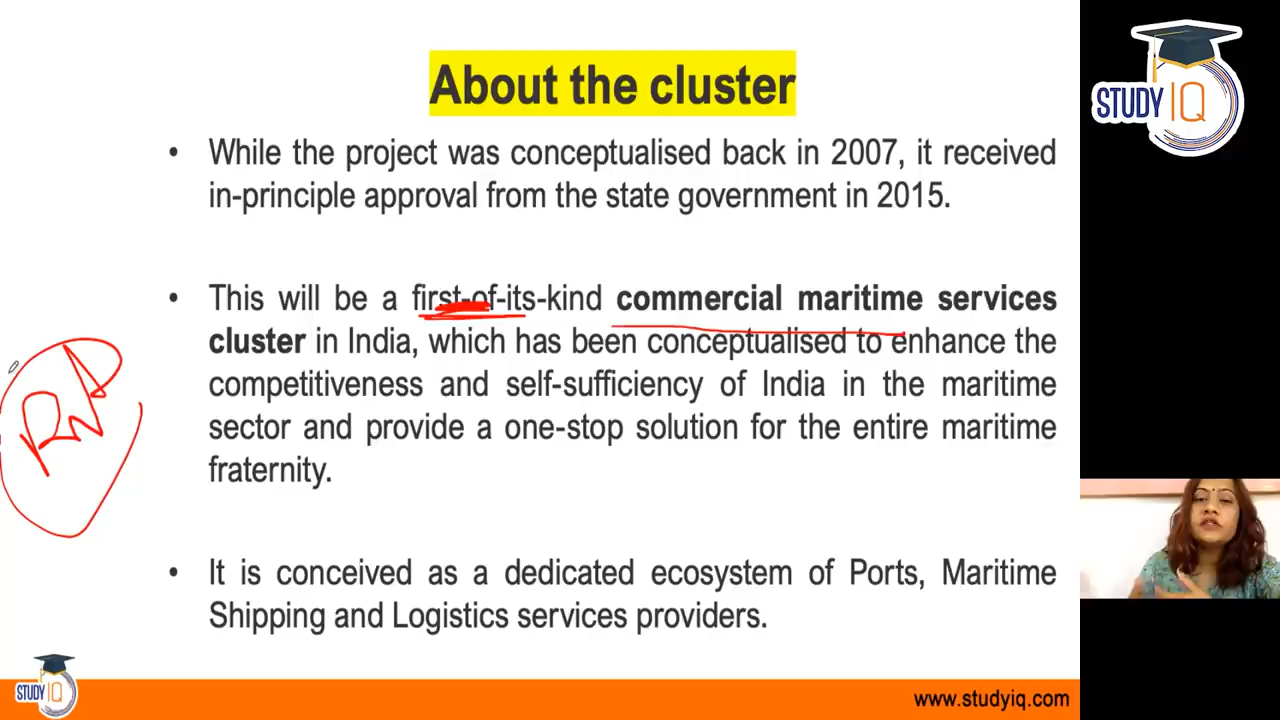 About the cluster
STUDY IQ
• While the project was conceptualised back in 2007, it received
in-principle approval from the state government in 2015.
• This will be a first-of-its-kind commercial maritime services
cluster in India, which has been conceptualised to enhance the
competitiveness and self-sufficiency of India in the maritime
sector and provide a one-stop solution for the entire maritime
fraternity.
• It is conceived as a dedicated ecosystem of Ports, Maritime
Shipping and Logistics services providers.
STUDY IQ
www.studyiq.com